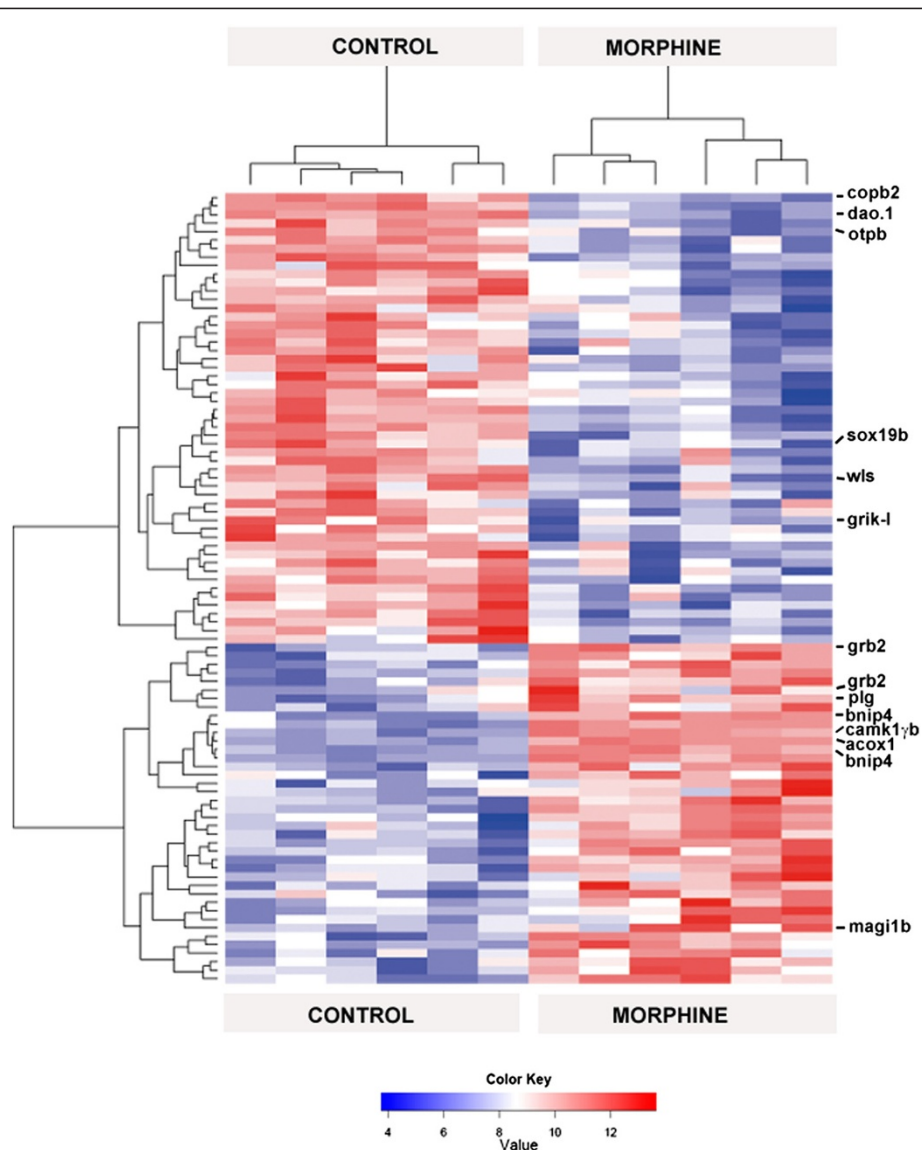 CONTROL MORPHINE
copb2
dao.1
otpb
sox19b
wls
grik-l
grb2
grb2
plg
bnip4
camk1γb
acox1
bnip4
magi1b
CONTROL MORPHINE
Color Key
4 6 8 10 12
Value